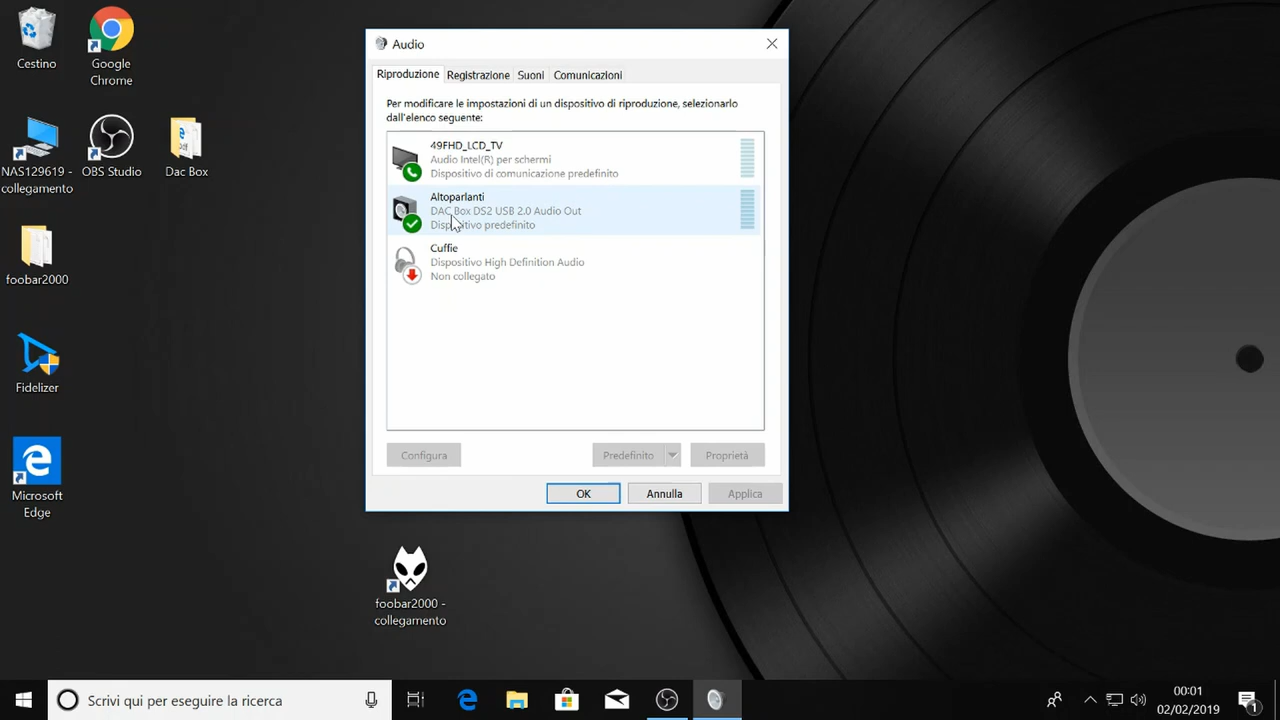 Cestino
Google
Chrome
NAS129619 -
collegamento
OBS Studio
Dac Box
foobar2000
Fidelizer
Microsoft
Edge
foobar2000 -
collegamento
Audio
Riproduzione
Registrazione
Suoni
Comunicazioni
Per modificare le impostazioni di un dispositivo di riproduzione, selezionarlo
dall'elenco seguente:
49FHD_LCD_TV
Audio Intel(R) per schermi
Dispositivo di comunicazione predefinito
Altoparlanti
DAC Box DS2 USB 2.0 Audio Out
Dispositivo predefinito
Cuffie
Dispositivo High Definition Audio
Non collegato
Configura
Predefinito
Proprietà
OK
Annulla
Applica
Scrivi qui per eseguire la ricerca
00:01
02/02/2019
1